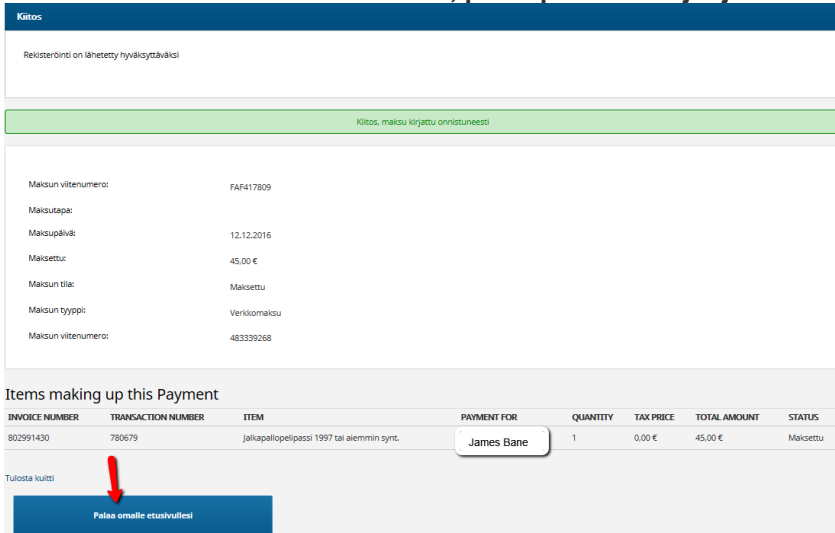 Kiitos
Rekisteröinti on lähetetty hyväksyttäväksi
Kiitos, maksu kirjattu onnistuneesti
Maksun viitenumero: FAF417809
Maksutapa:
Maksupäivä: 12.12.2016
Maksettu: 45,00 €
Maksun tila: Maksettu
Maksun tyyppi: Verkkomaksu
Maksun viitenumero: 483339268
Items making up this Payment
INVOICE NUMBER TRANSACTION NUMBER ITEM PAYMENT FOR QUANTITY TAX PRICE TOTAL AMOUNT STATUS
802991430 780679 Jalkapallopelipassi 1997 tai aiemmin synt. James Bane 1 0,00 € 45,00 € Maksettu
Tulosta kuitti
Palaa omalle etusivullesi